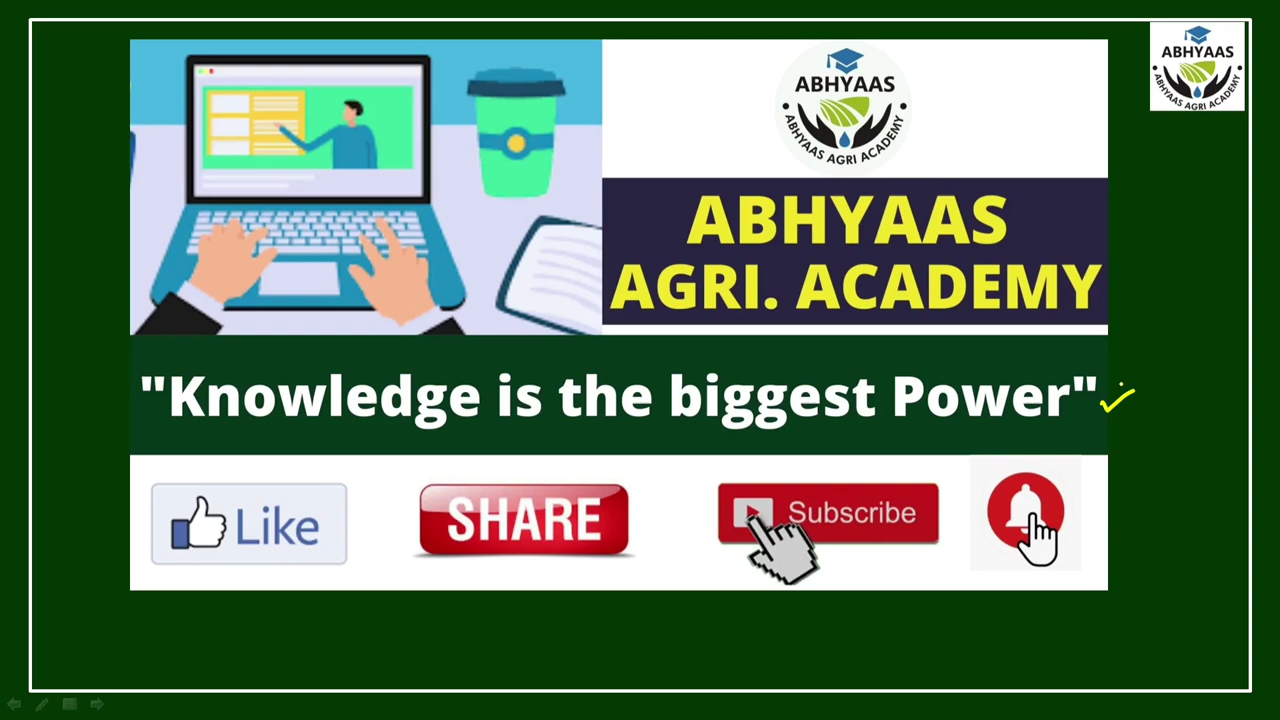 ABHYAAS
ABHYAAS AGRI ACADEMY
ABHYAAS
ABHYAAS AGRI ACADEMY
ABHYAAS
AGRI. ACADEMY
"Knowledge is the biggest Power"
Like
SHARE
Subscribe